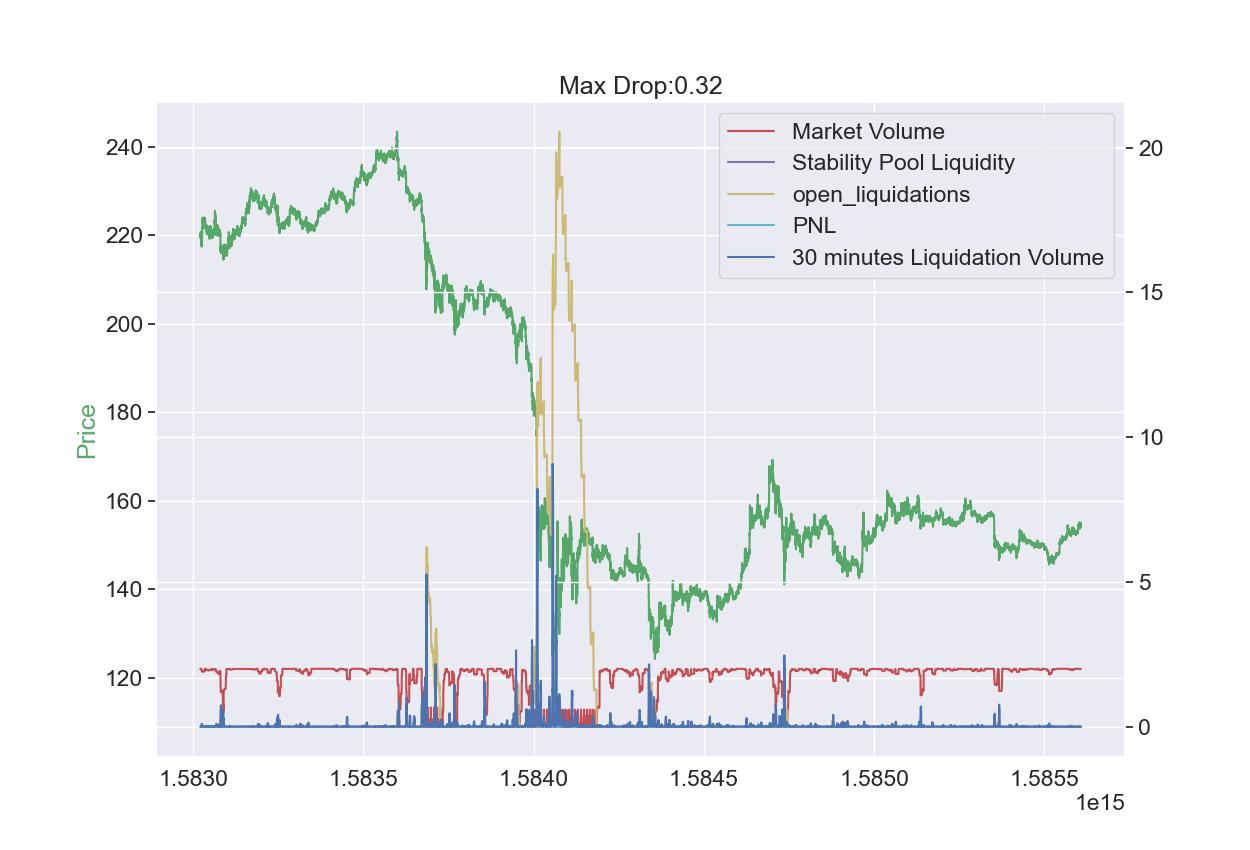 Max Drop:0.32
Market Volume
Stability Pool Liquidity
open_liquidations
PNL
30 minutes Liquidation Volume
Price
240
220
200
180
160
140
120
20
15
10
5
0
1.5830 1.5835 1.5840 1.5845 1.5850 1.5855
1e15